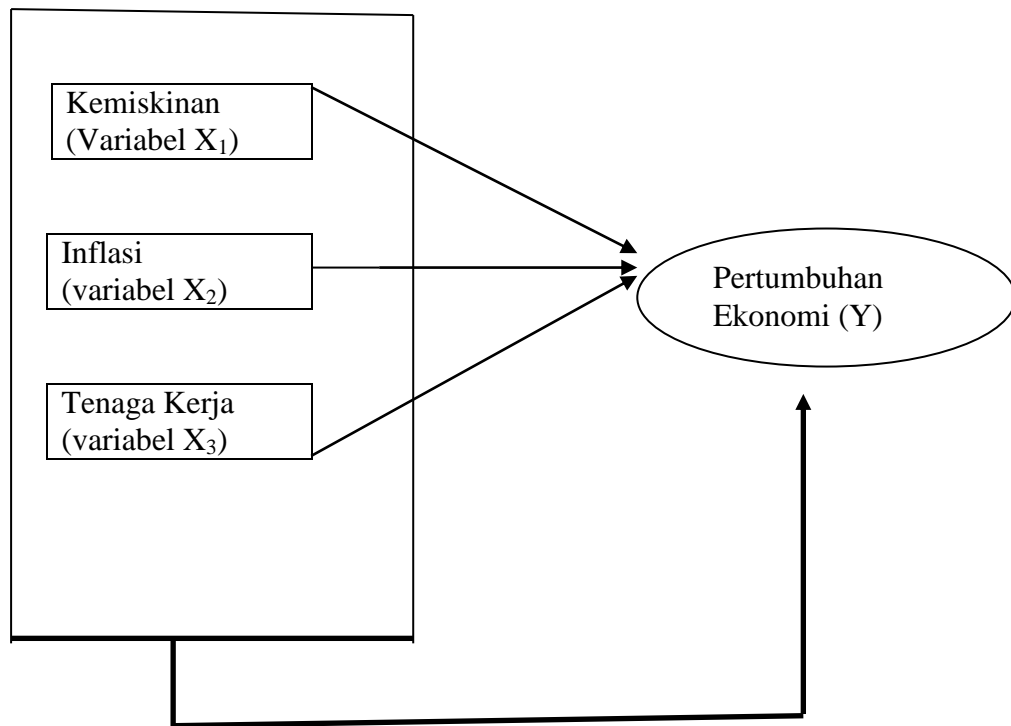 Kemiskinan
(Variabel X₁)
Inflasi
(variabel X₂)
Tenaga Kerja
(variabel X₃)
Pertumbuhan
Ekonomi (Y)